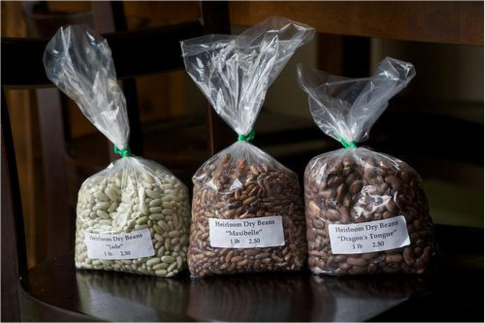 Heirloom Dry Beans
"Jade"
1 lb 2.50
Heirloom Dry Beans
"Maxibelle"
1 lb 2.50
Heirloom Dry Beans
"Dragon's Tongue"
1 lb 2.50